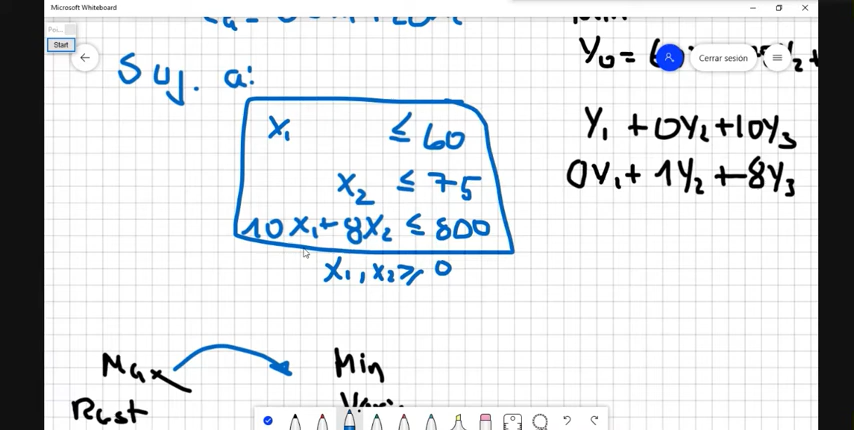 Microsoft Whiteboard
Start
Cerrar sesión
Suj. a:
X₁ ≤ 60
X₂ ≤ 75
10X₁ + 8X₂ ≤ 800
X₁, X₂ ≥ 0
Y₀ = 6
Y₁ + 0Y₂ + 10Y₃
0Y₁ + 1Y₂ + 8Y₃
Max
Min
Rest